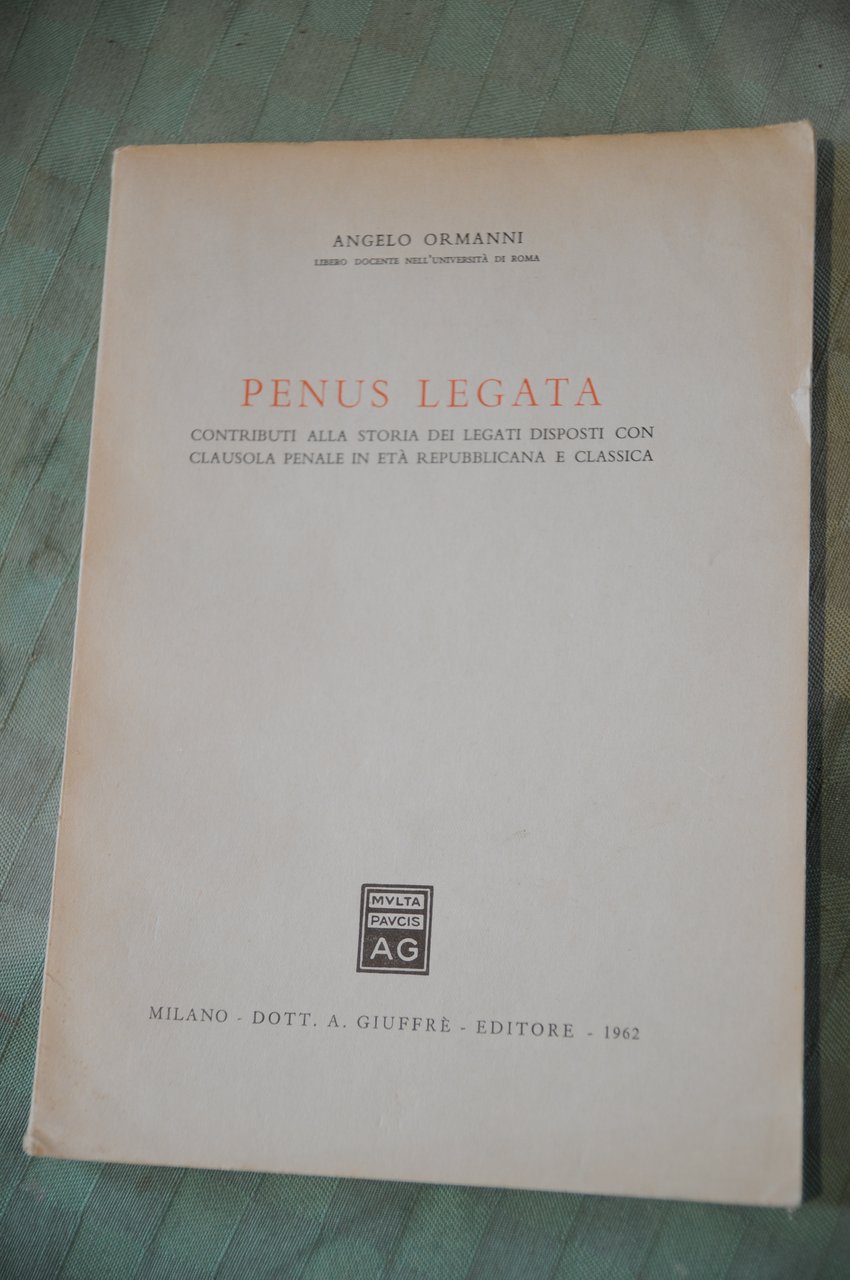 ANGELO ORMANNI
LIBERO DOCENTE NELL'UNIVERSITÀ DI ROMA
PENUS LEGATA
CONTRIBUTI ALLA STORIA DEI LEGATI DISPOSTI CON
CLAUSOLA PENALE IN ETÀ REPUBBLICANA E CLASSICA
MVLTA
PAVCIS
AG
MILANO - DOTT. A. GIUFFRÈ - EDITORE - 1962